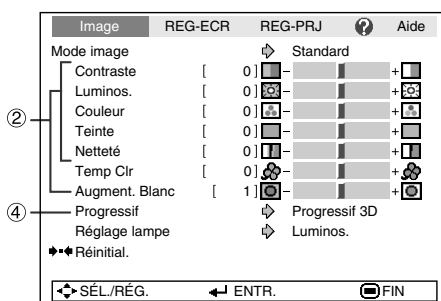 Image REG-ECR REG-PRJ ? Aide
Mode image Standard
Contraste [ 0] - +
Luminos. [ 0] - +
② Couleur [ 0] - +
Teinte [ 0] - +
Netteté [ 0] - +
Temp Clr [ 0] - +
Augment. Blanc [ 1] - +
④ Progressif Progressif 3D
Réglage lampe Luminos.
Réinitial.
SÉL./RÉG. ENTR. FIN